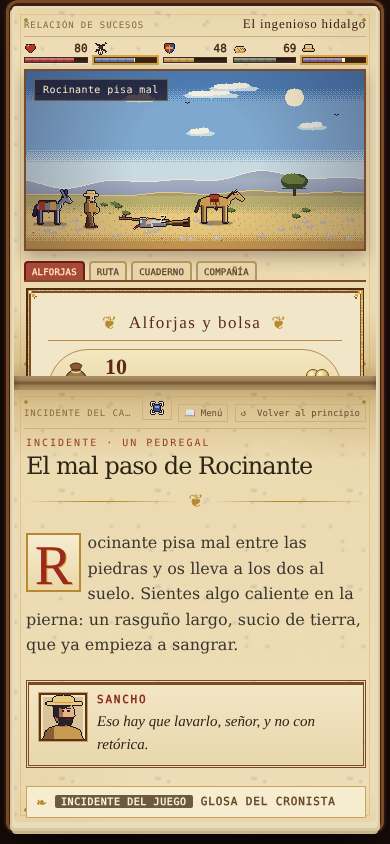 RELACIÓN DE SUCESOS
El ingenioso hidalgo
80
48
69
Rocinante pisa mal
ALFORJAS
RUTA
CUADERNO
COMPAÑÍA
Alforjas y bolsa
10
INCIDENTE DEL CA…
📖 Menú
↺ Volver al principio
INCIDENTE · UN PEDREGAL
El mal paso de Rocinante
Rocinante pisa mal entre las
piedras y os lleva a los dos al
suelo. Sientes algo caliente en la
pierna: un rasguño largo, sucio de tierra,
que ya empieza a sangrar.
SANCHO
Eso hay que lavarlo, señor, y no con
retórica.
INCIDENTE DEL JUEGO GLOSA DEL CRONISTA